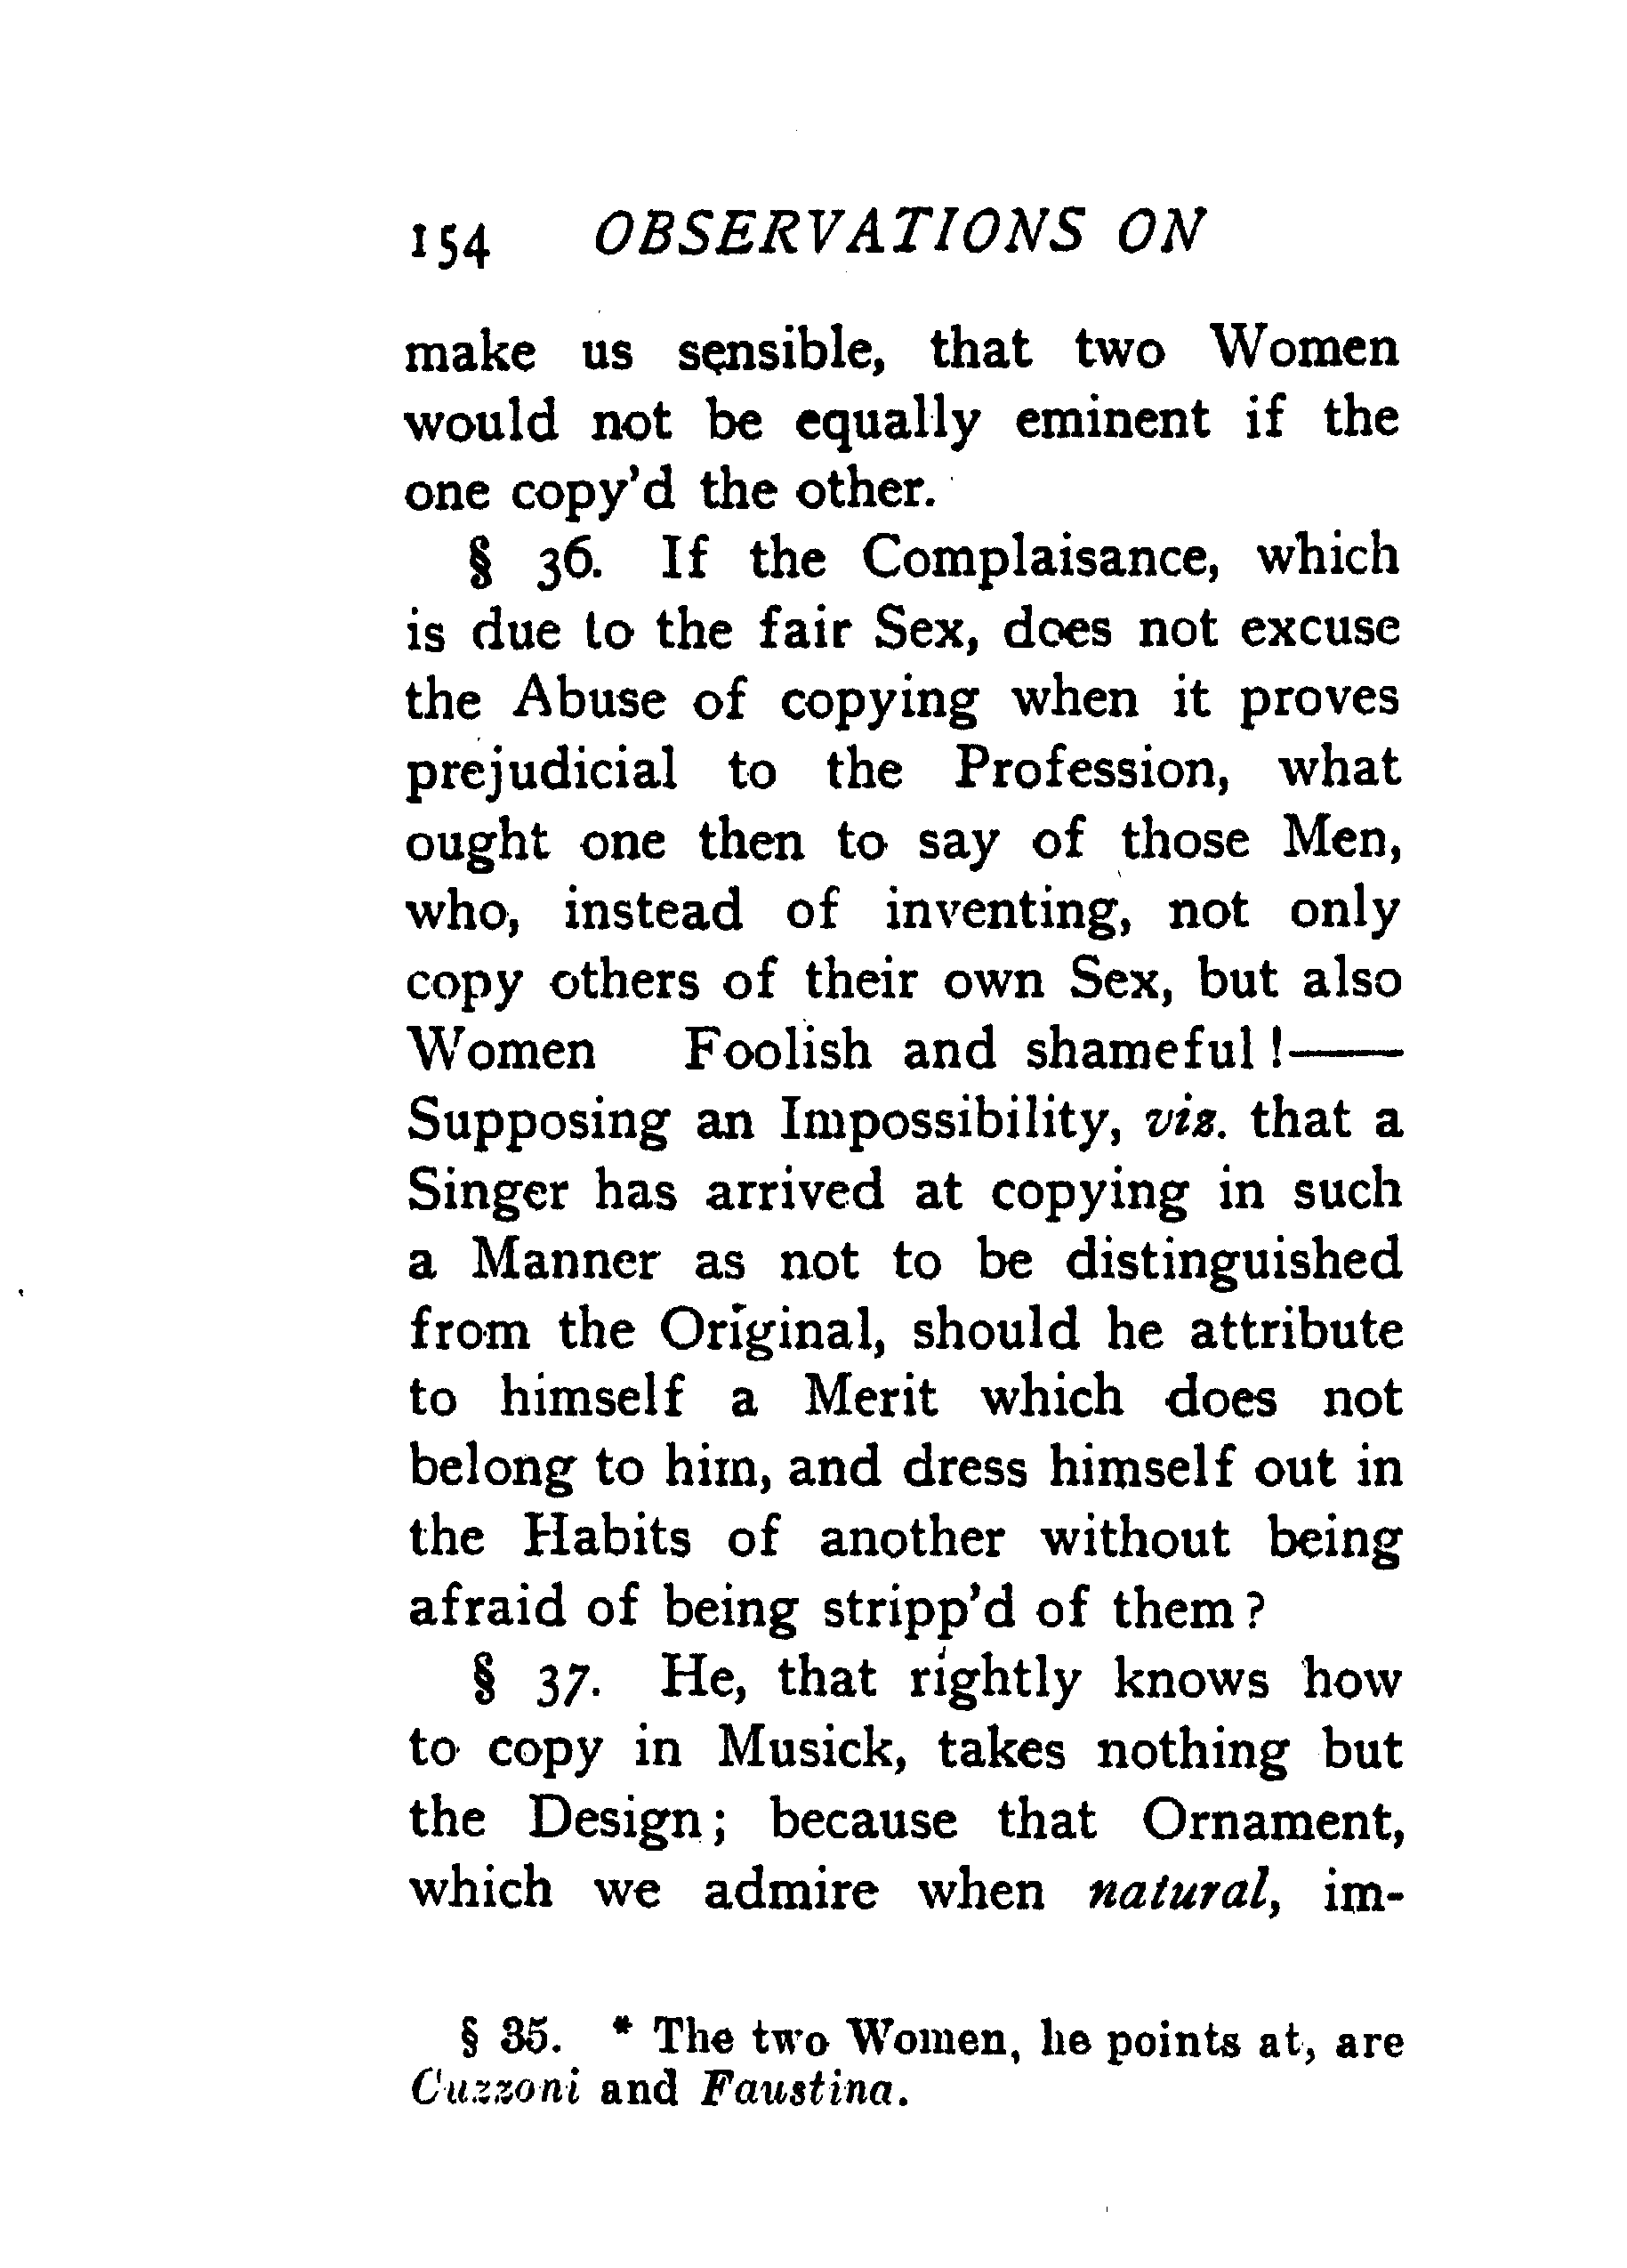 154 OBSERVATIONS ON
make us sensible, that two Women
would not be equally eminent if the
one copy'd the other.
§ 36. If the Complaisance, which
is due to the fair Sex, does not excuse
the Abuse of copying when it proves
prejudicial to the Profession, what
ought one then to say of those Men,
who, instead of inventing, not only
copy others of their own Sex, but also
Women Foolish and shameful!——
Supposing an Impossibility, viz. that a
Singer has arrived at copying in such
a Manner as not to be distinguished
from the Original, should he attribute
to himself a Merit which does not
belong to him, and dress himself out in
the Habits of another without being
afraid of being stripp'd of them?
§ 37. He, that rightly knows how
to copy in Musick, takes nothing but
the Design; because that Ornament,
which we admire when natural, im-
§ 35. * The two Women, he points at, are
Cuzzoni and Faustina.